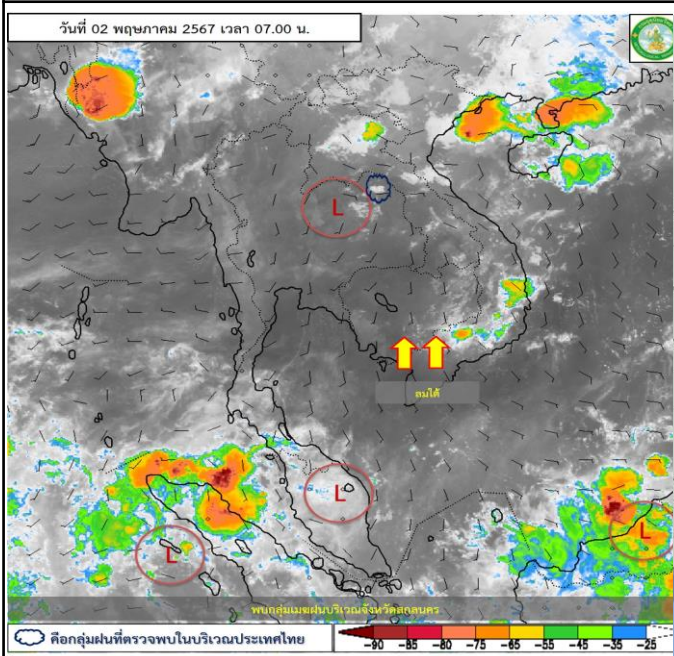 วันที่ 02 พฤษภาคม 2567 เวลา 07.00 น.
L
ลมใต้
L
L
L
พบกลุ่มเมฆฝนบริเวณจังหวัดสกลนคร
คือกลุ่มฝนที่ตรวจพบในบริเวณประเทศไทย
-90 -85 -80 -75 -65 -55 -45 -35 -25